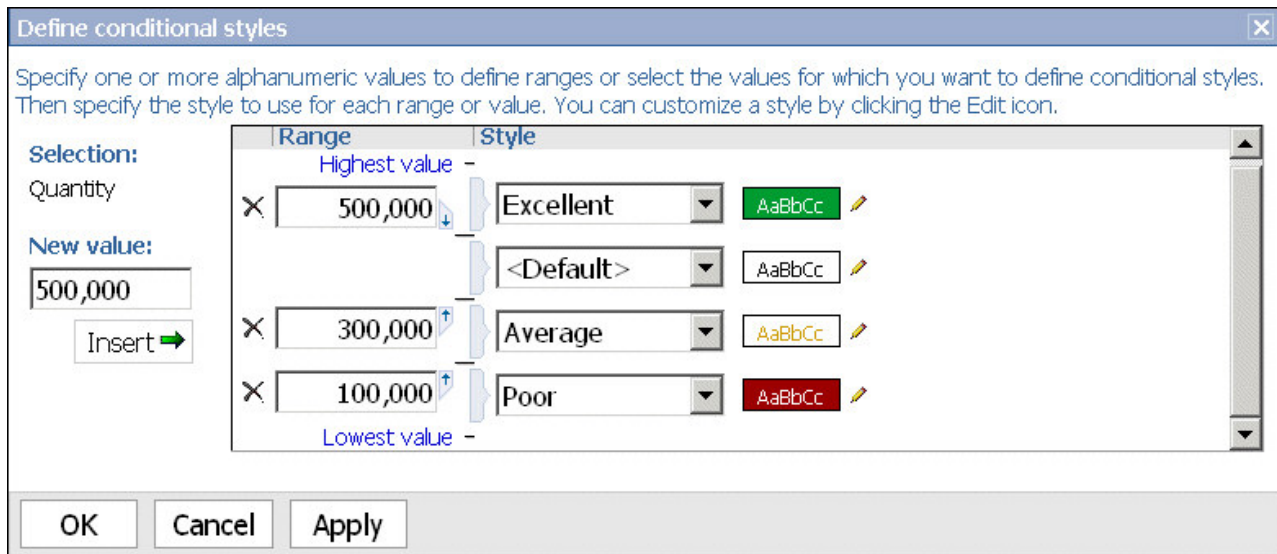 Define conditional styles
Specify one or more alphanumeric values to define ranges or select the values for which you want to define conditional styles.
Then specify the style to use for each range or value. You can customize a style by clicking the Edit icon.
Selection:
Quantity
New value:
500,000
Insert
Range Style
Highest value -
500,000 Excellent AaBbCc
<Default> AaBbCc
300,000 Average AaBbCc
100,000 Poor AaBbCc
Lowest value -
OK Cancel Apply